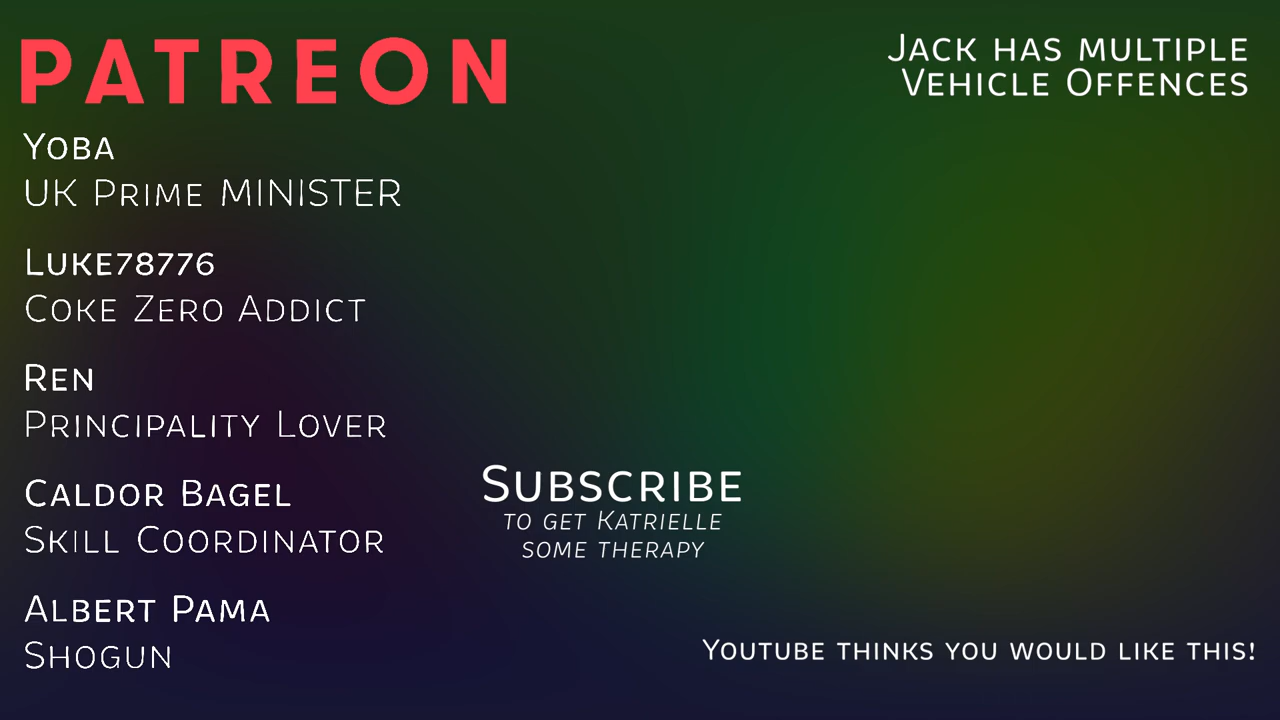 PATREON
Yoba
UK Prime MINISTER
Luke78776
Coke Zero Addict
Ren
Principality Lover
Caldor Bagel
Skill Coordinator
Albert Pama
Shogun
Jack has multiple
Vehicle Offences
Subscribe
to get Katrielle
some therapy
Youtube thinks you would like this!